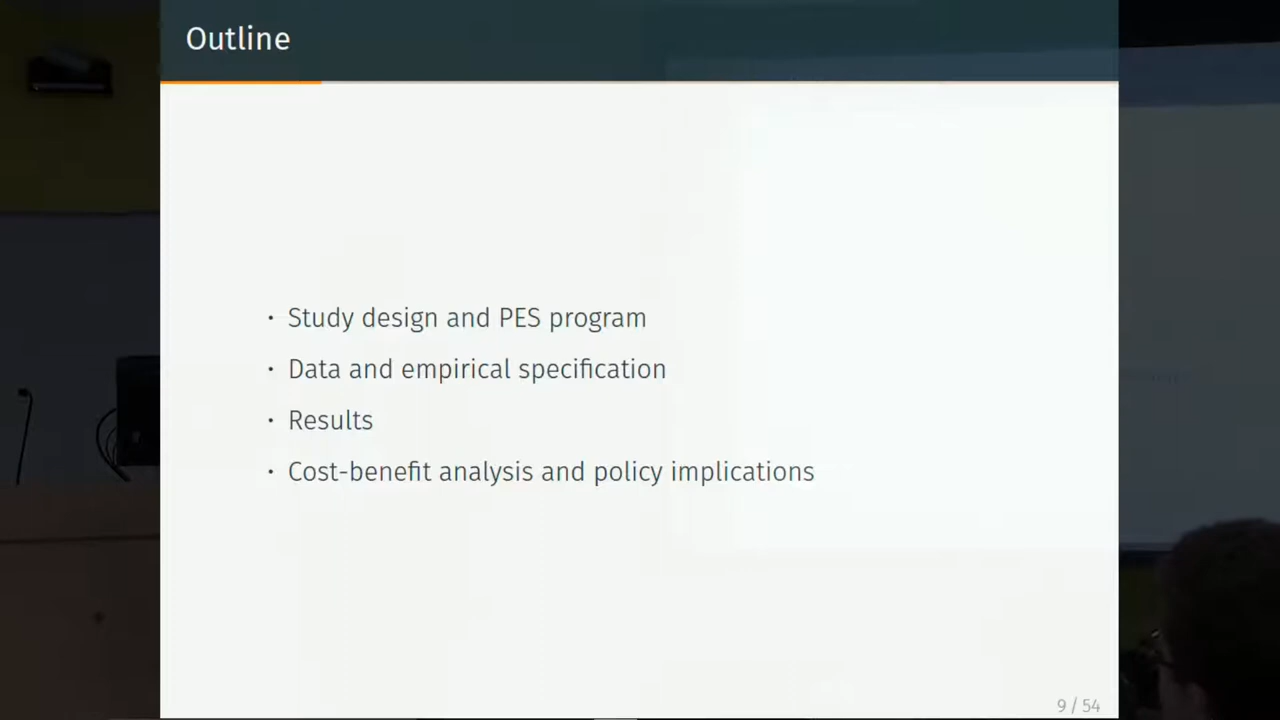 Outline
• Study design and PES program
• Data and empirical specification
• Results
• Cost-benefit analysis and policy implications
9 / 54